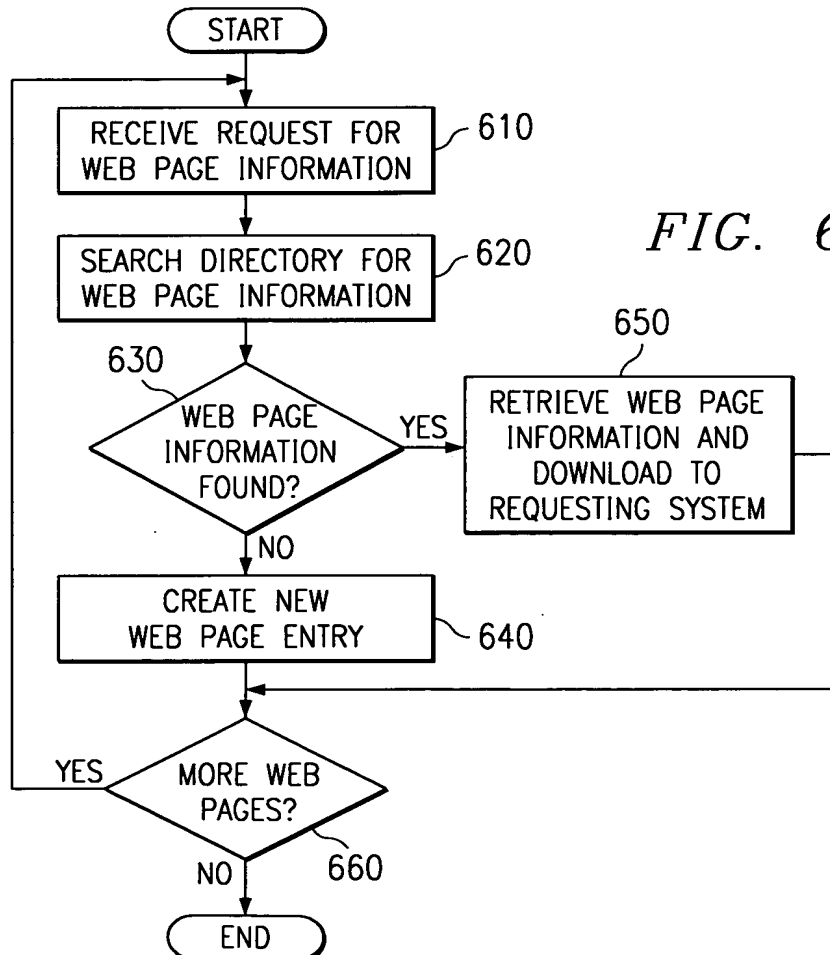 START
RECEIVE REQUEST FOR
WEB PAGE INFORMATION
610
SEARCH DIRECTORY FOR
WEB PAGE INFORMATION
620
FIG. 6
630
WEB PAGE
INFORMATION
FOUND?
YES
650
RETRIEVE WEB PAGE
INFORMATION AND
DOWNLOAD TO
REQUESTING SYSTEM
NO
CREATE NEW
WEB PAGE ENTRY
640
YES
MORE WEB
PAGES?
660
NO
END